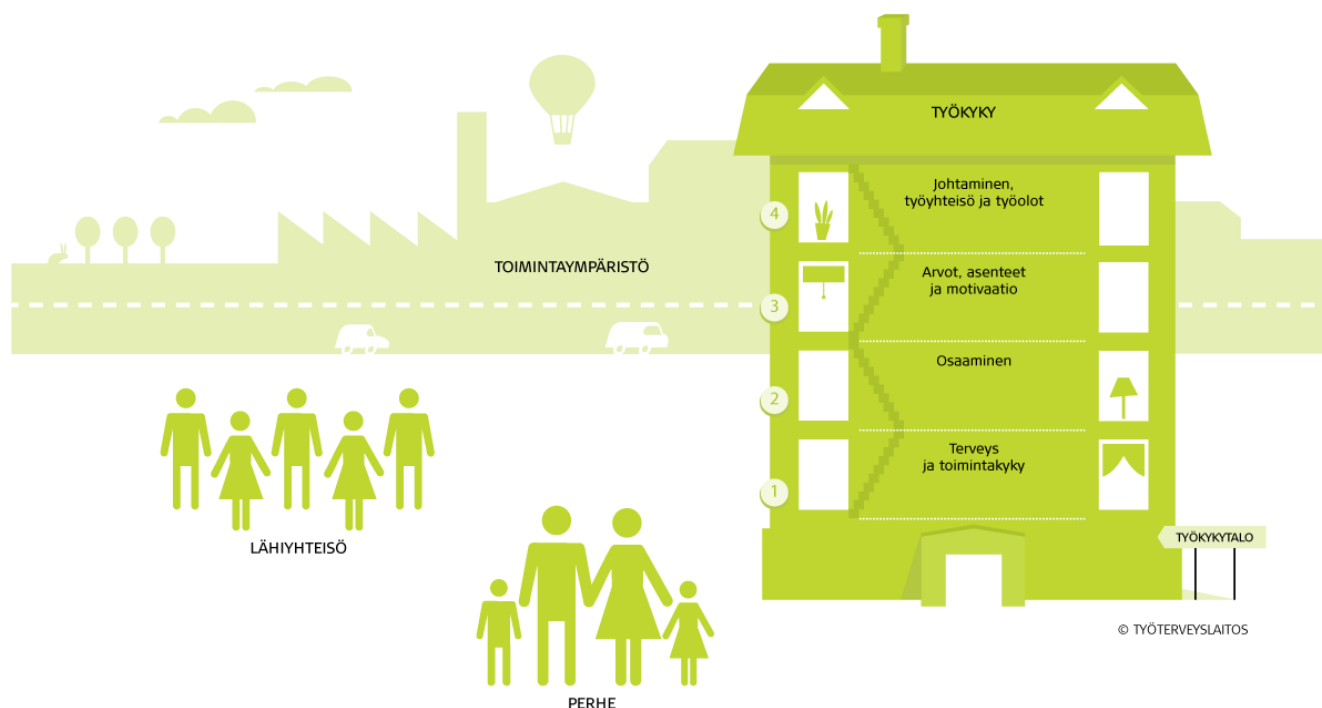 TYÖKYKY
4
Johtaminen,
työyhteisö ja työolot
TOIMINTAYMPÄRISTÖ
3
Arvot, asenteet
ja motivaatio
2
Osaaminen
1
Terveys
ja toimintakyky
LÄHIYHTEISÖ
TYÖKYKYTALO
© TYÖTERVEYSLAITOS
PERHE